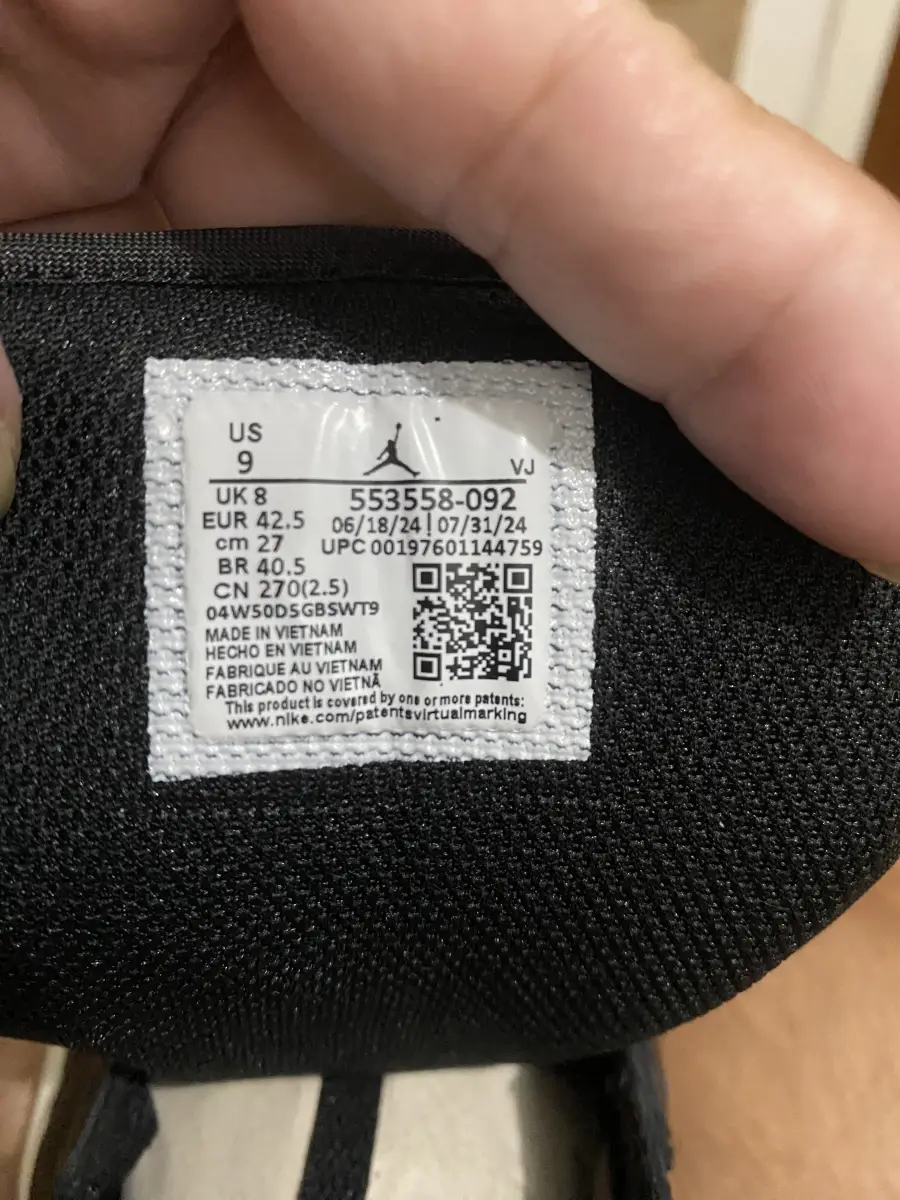 US
9
VJ
UK 8
553558-092
EUR 42.5
06/18/24 | 07/31/24
cm 27
UPC 00197601144759
BR 40.5
CN 270(2.5)
04W50D5GBSWT9
MADE IN VIETNAM
HECHO EN VIETNAM
FABRIQUE AU VIETNAM
FABRICADO NO VIETNÃ
This product is covered by one or more patents:
www.nike.com/patentsvirtualmarking